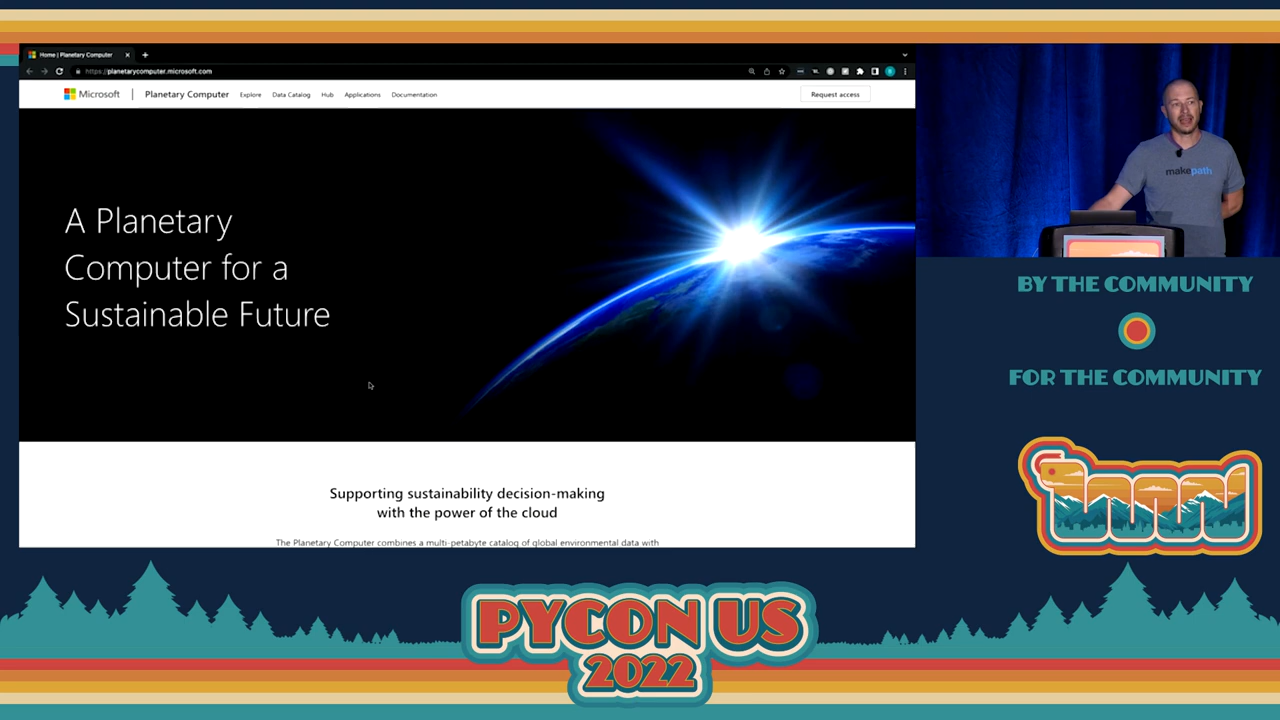 Home | Planetary Computer
https://planetarycomputer.microsoft.com
Microsoft
Planetary Computer
Explore
Data Catalog
Hub
Applications
Documentation
Request access
A Planetary
Computer for a
Sustainable Future
Supporting sustainability decision-making
with the power of the cloud
The Planetary Computer combines a multi-petabyte catalog of global environmental data with
makepath
BY THE COMMUNITY
FOR THE COMMUNITY
PYCON US
2022